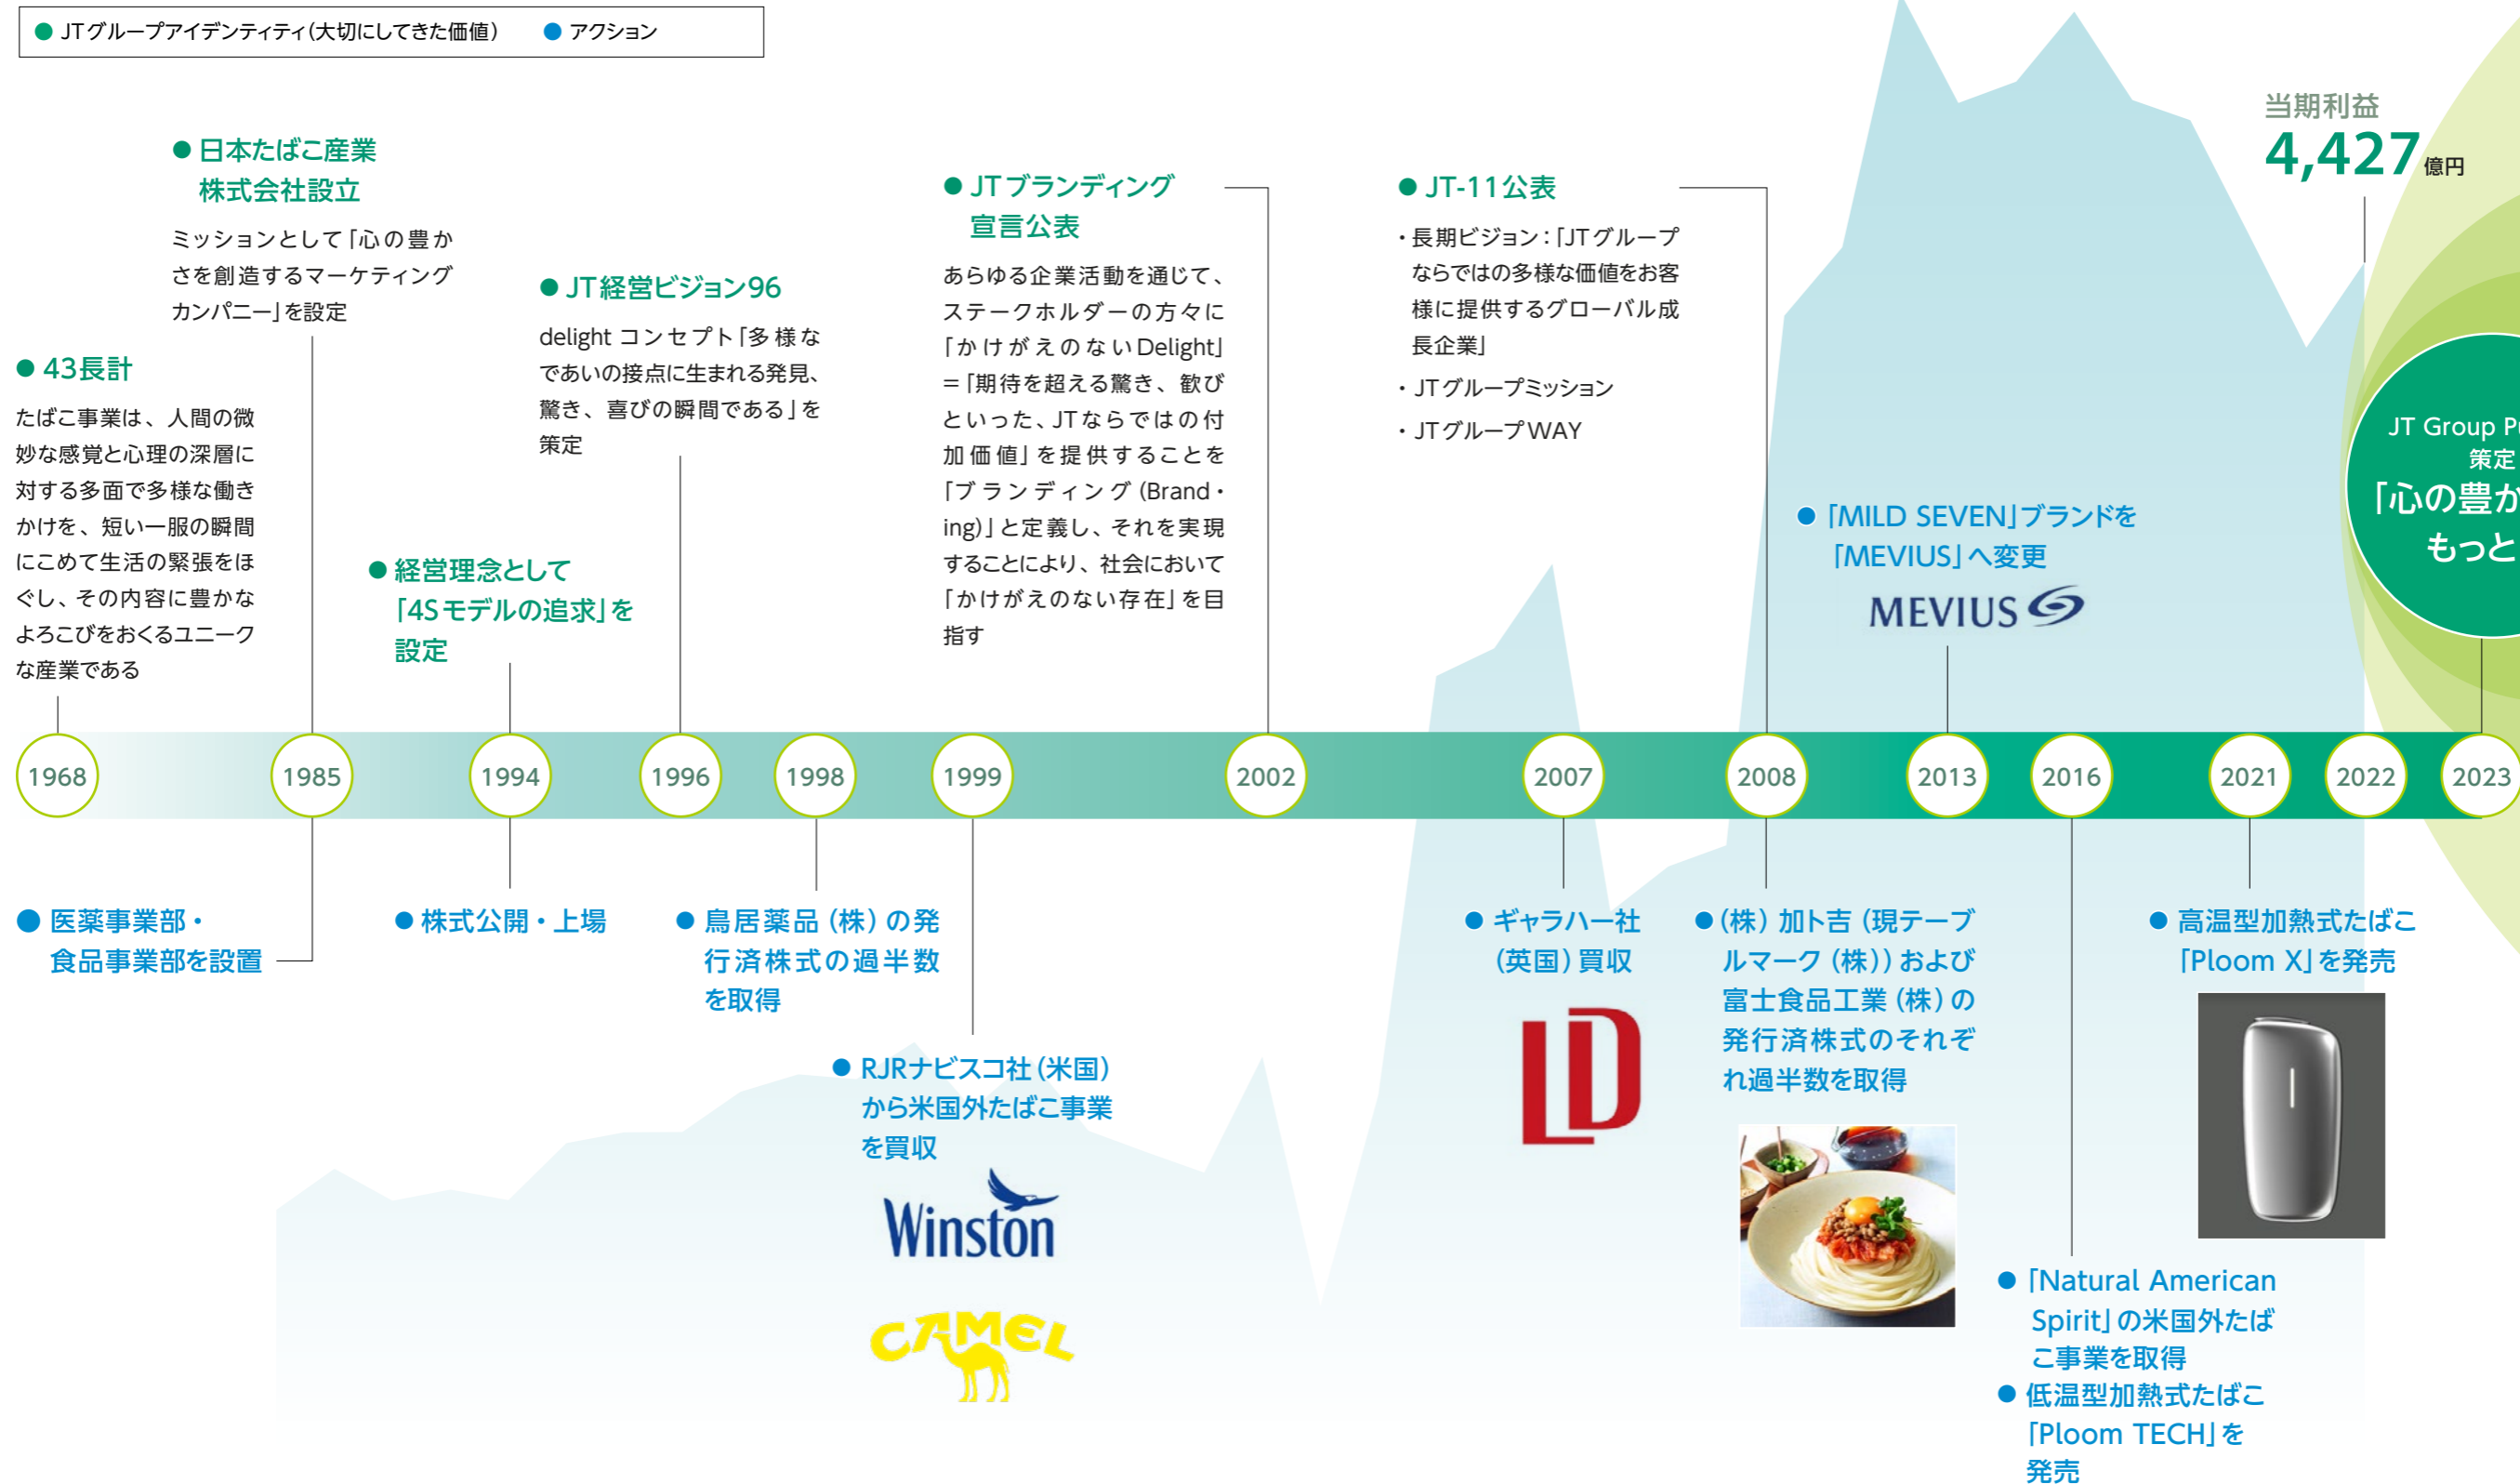 ● JTグループアイデンティティ（大切にしてきた価値）　● アクション
● 43長計
たばこ事業は、人間の微
妙な感覚と心理の深層に
対する多面で多様な働き
かけを、短い一服の瞬間
にこめて生活の緊張をほ
ぐし、その内容に豊かな
よろこびをおくるユニーク
な産業である
● 日本たばこ産業
株式会社設立
ミッションとして「心の豊か
さを創造するマーケティング
カンパニー」を設定
● 経営理念として
「4Sモデルの追求」を
設定
● JT経営ビジョン96
delight コンセプト「多様な
であいの接点に生まれる発見、
驚き、喜びの瞬間である」を
策定
● JTブランディング
宣言公表
あらゆる企業活動を通じて、
ステークホルダーの方々に
「かけがえのないDelight」
＝「期待を超える驚き、歓び
といった、JTならではの付
加価値」を提供することを
「ブランディング（Brand・
ing）」と定義し、それを実現
することにより、社会において
「かけがえのない存在」を目
指す
● JT-11公表
・長期ビジョン：「JTグループ
ならではの多様な価値をお客
様に提供するグローバル成
長企業」
・JTグループミッション
・JTグループWAY
● 「MILD SEVEN」ブランドを
「MEVIUS」へ変更
MEVIUS
当期利益
4,427億円
JT Group Pu
策定
「心の豊か
もっと
1968
1985
1994
1996
1998
1999
2002
2007
2008
2013
2016
2021
2022
2023
● 医薬事業部・
食品事業部を設置
● 株式公開・上場
● 鳥居薬品（株）の発
行済株式の過半数
を取得
● RJRナビスコ社（米国）
から米国外たばこ事業
を買収
Winston
CAMEL
● ギャラハー社
（英国）買収
LD
● （株）加ト吉（現テーブ
ルマーク（株））および
富士食品工業（株）の
発行済株式のそれぞ
れ過半数を取得
● 「Natural American
Spirit」の米国外たば
こ事業を取得
● 低温型加熱式たばこ
「Ploom TECH」を
発売
● 高温型加熱式たばこ
「Ploom X」を発売